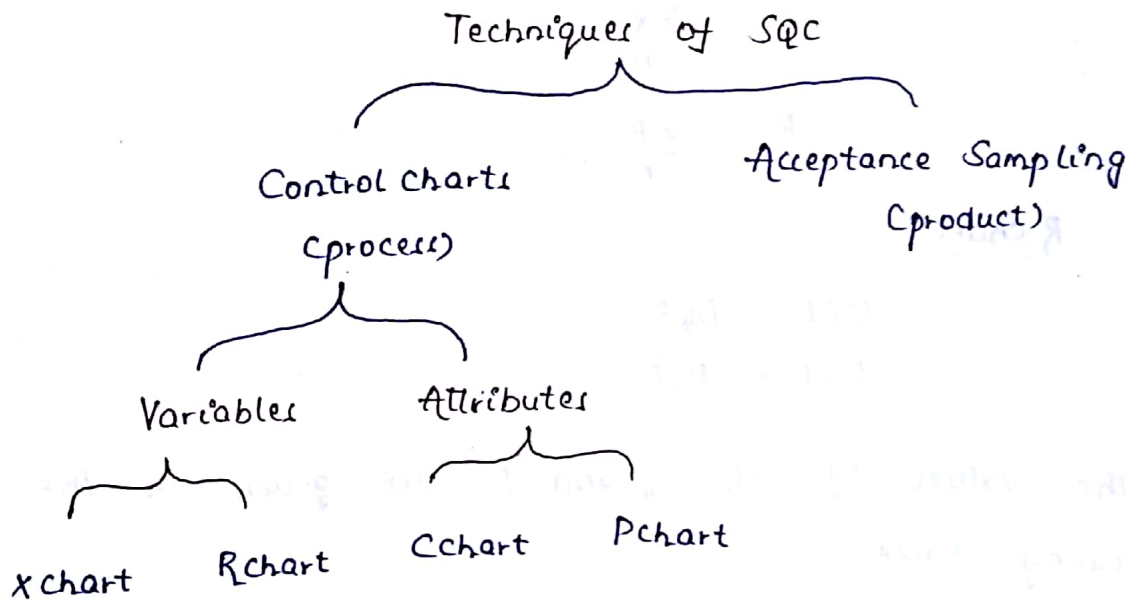 Techniques of SQC
Control Charts
(process)
Acceptance Sampling
(product)
Variables
Attributes
X chart
R chart
C chart
P chart